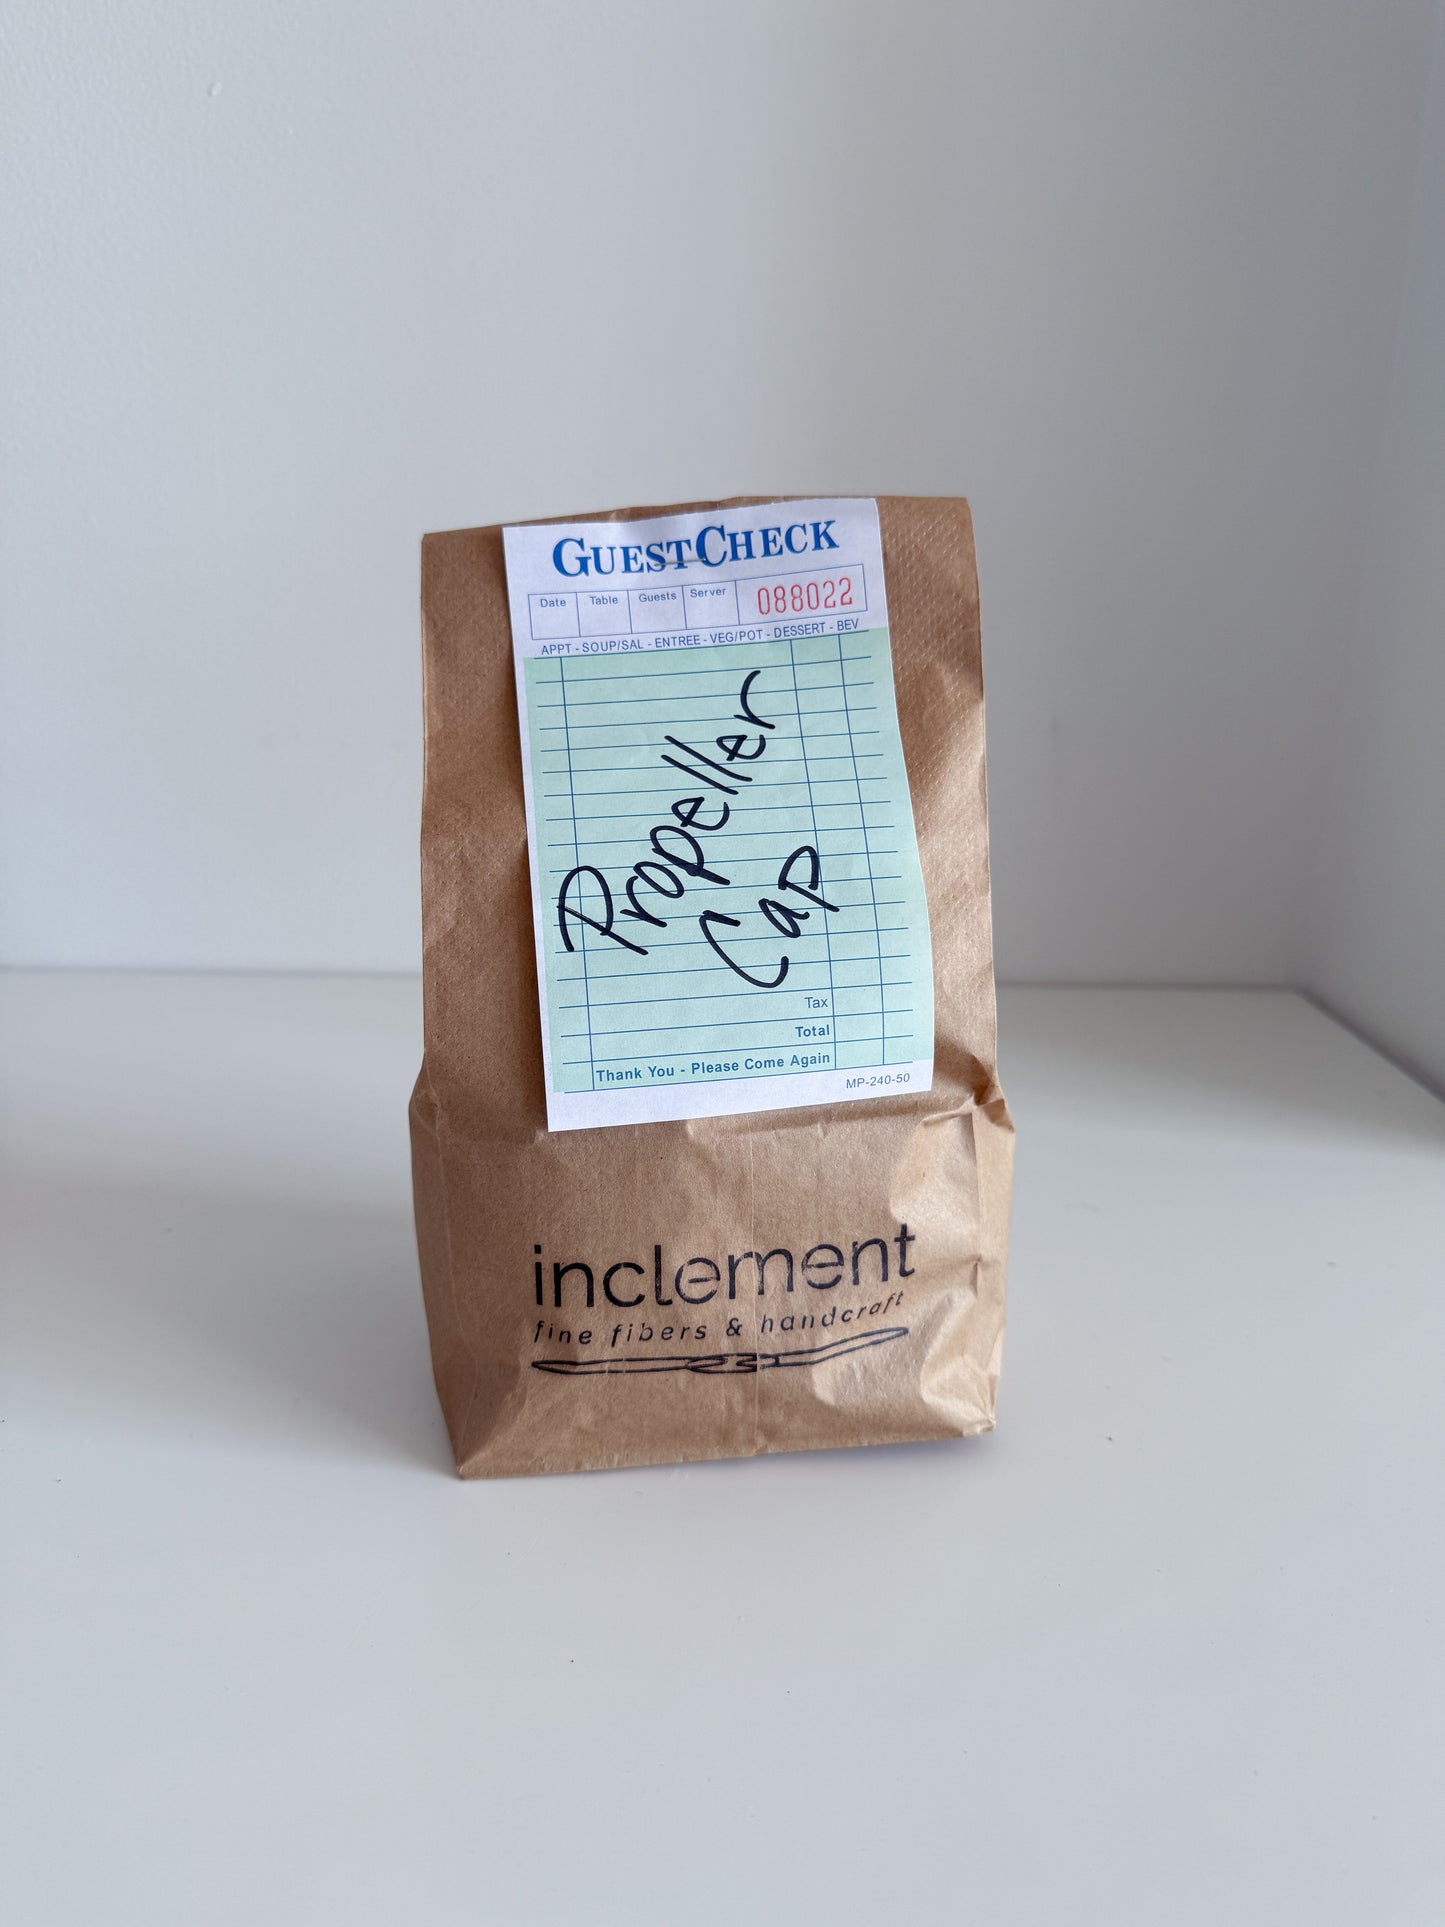 GUESTCHECK
Date Table Guests Server 088022
APPT - SOUP/SAL - ENTREE - VEG/POT - DESSERT - BEV
Propeller
Cap
Tax
Total
Thank You - Please Come Again
MP-240-50
inclement
fine fibers & handcraft